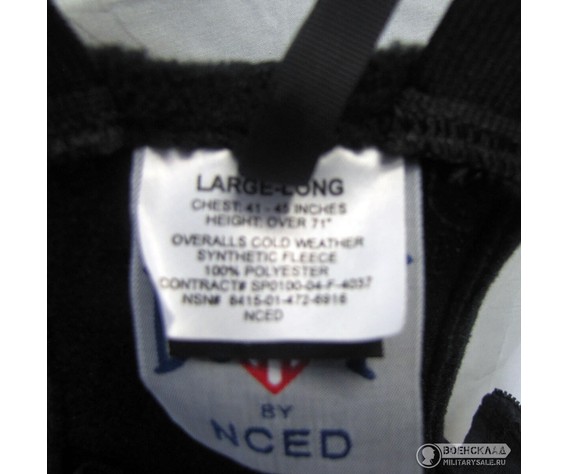 LARGE-LONG
CHEST: 41 - 45 INCHES
HEIGHT: OVER 71"
OVERALLS COLD WEATHER
SYNTHETIC FLEECE
100% POLYESTER
CONTRACT# SP0100-04-F-4037
NSN# 8415-01-472-6916
NCED
BY
NCED
ВОЕНСКЛАД
MILITARYSALE.RU